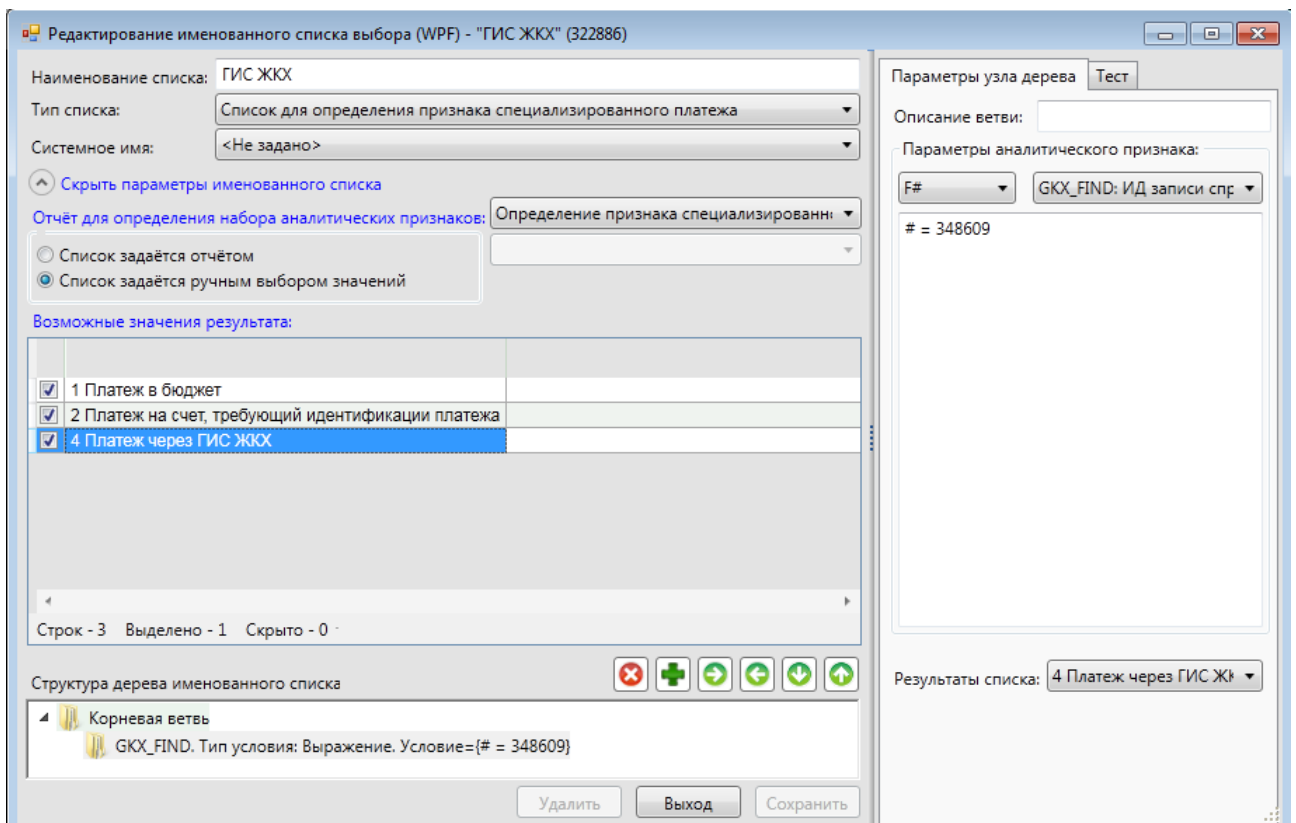 Редактирование именованного списка выбора (WPF) - "ГИС ЖКХ" (322886)
Наименование списка: ГИС ЖКХ
Тип списка: Список для определения признака специализированного платежа
Системное имя: <Не задано>
Скрыть параметры именованного списка
Отчёт для определения набора аналитических признаков: Определение признака специализированн
Список задаётся отчётом
Список задаётся ручным выбором значений
Возможные значения результата:
1 Платеж в бюджет
2 Платеж на счет, требующий идентификации платежа
4 Платеж через ГИС ЖКХ
Строк - 3 Выделено - 1 Скрыто - 0
Структура дерева именованного списка
Корневая ветвь
GKX_FIND. Тип условия: Выражение. Условие={# = 348609}
Удалить Выход Сохранить
Параметры узла дерева Тест
Описание ветви:
Параметры аналитического признака:
F# GKX_FIND: ИД записи спр
# = 348609
Результаты списка: 4 Платеж через ГИС ЖК